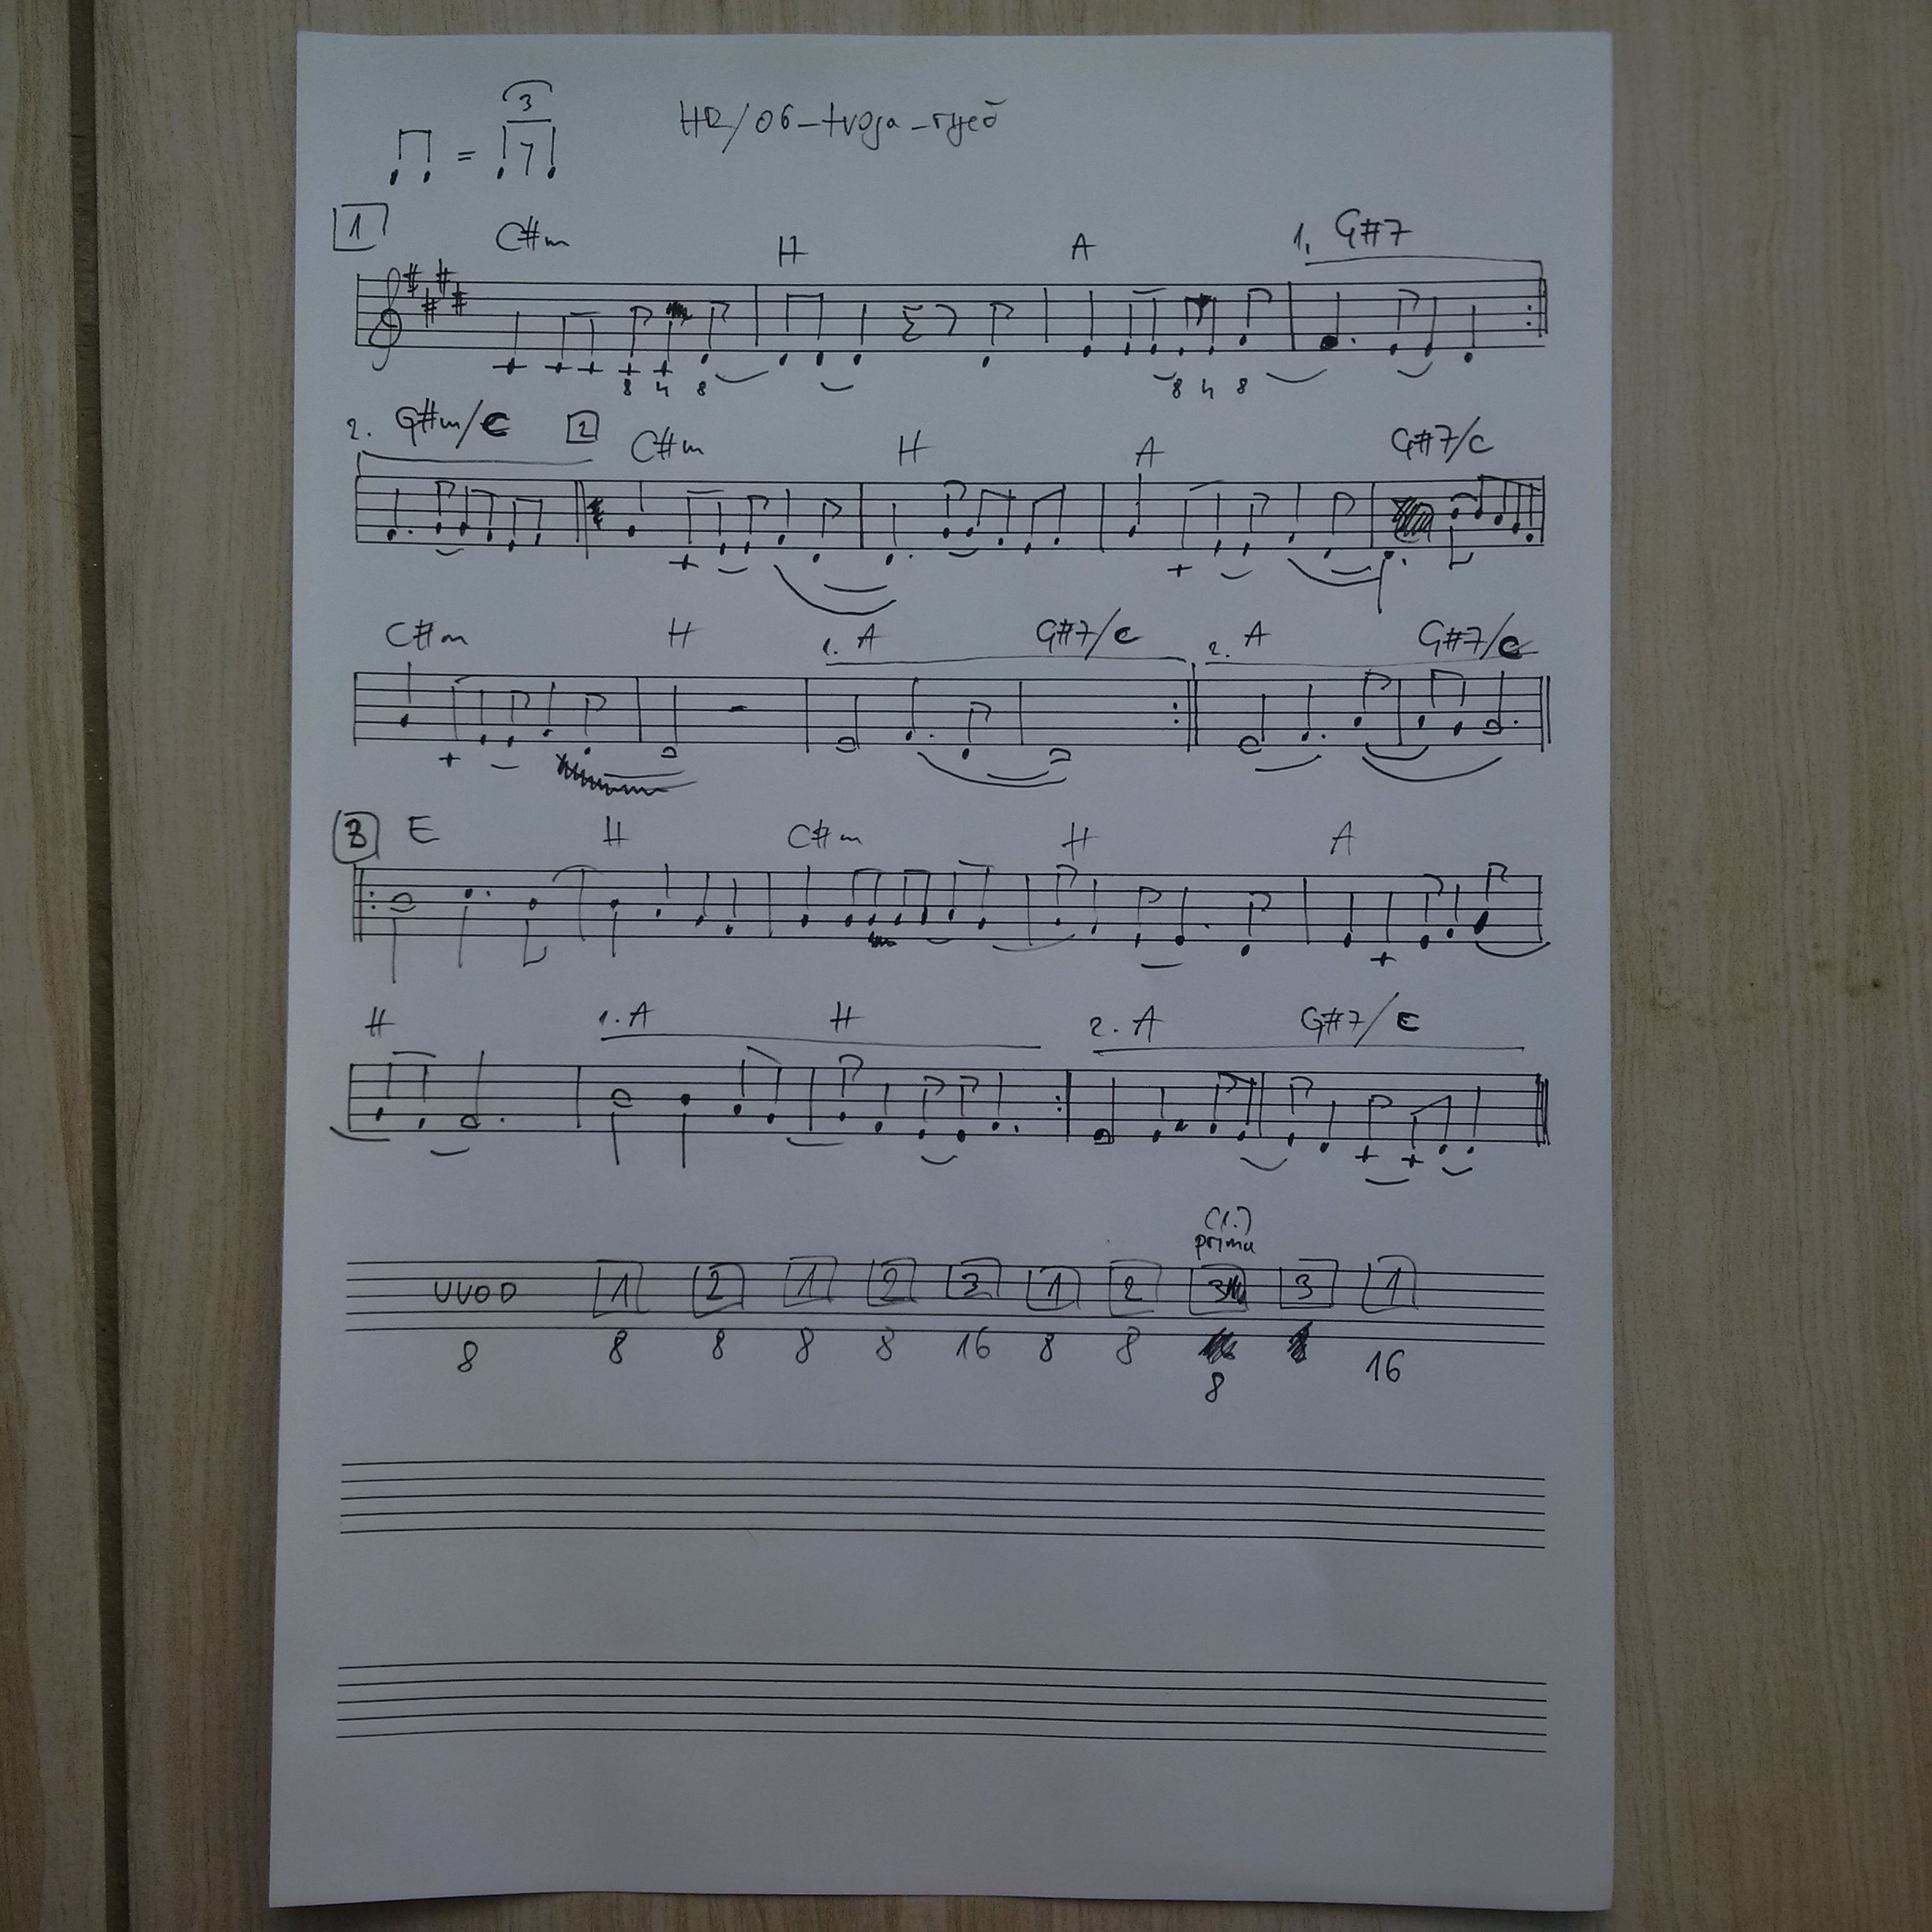 3
HR/06-tvoja-riječ
1 C#m H A 1. G#7
8 4 8 8 4 8
2. G#m/C 2 C#m H A G#7/C
C#m H 1. A G#7/C 2. A G#7/C
3 E H C#m H A
H 1. A H 2. A G#7/C
(1.)
prima
UVOD 1 2 1 2 3 1 2 3 3 1
8 8 8 8 8 16 8 8 16
8